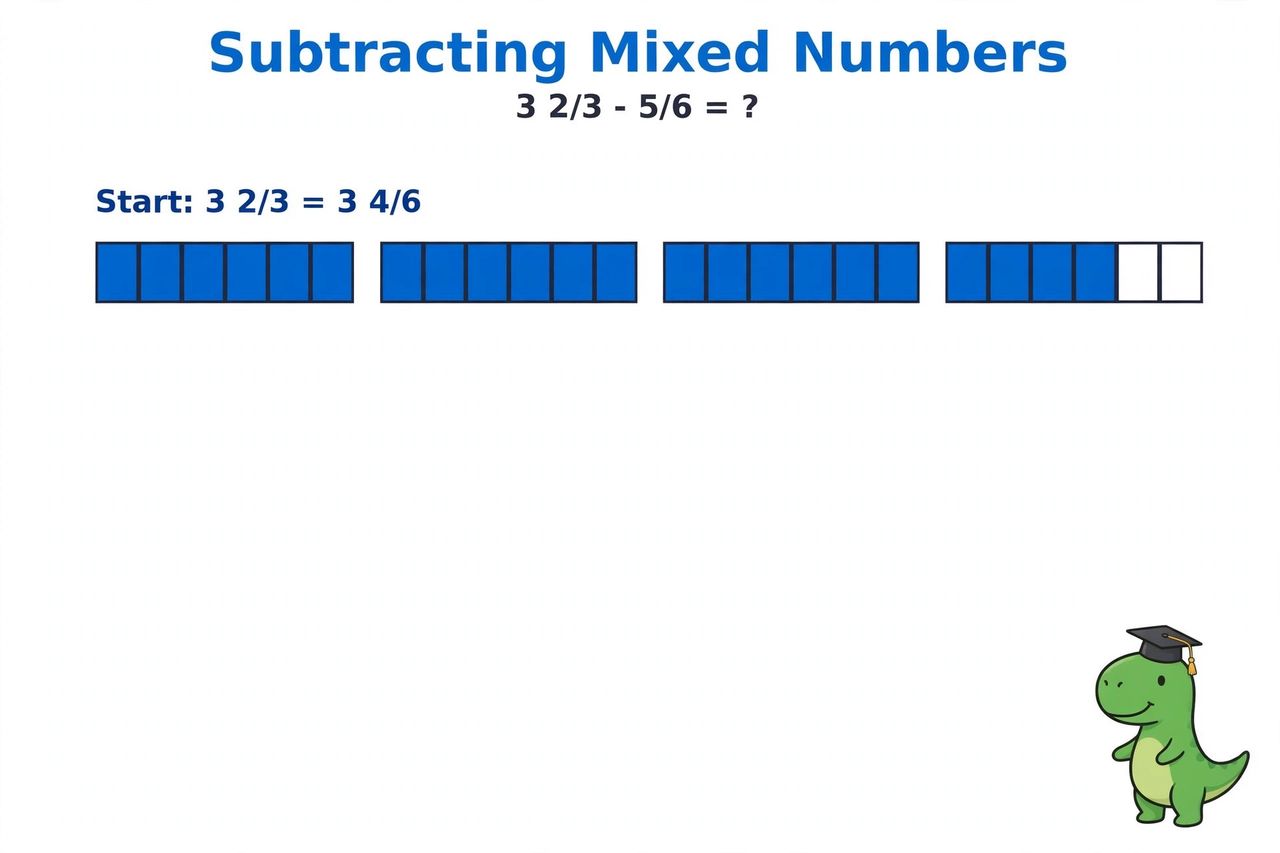 Subtracting Mixed Numbers
3 2/3 - 5/6 = ?
Start: 3 2/3 = 3 4/6